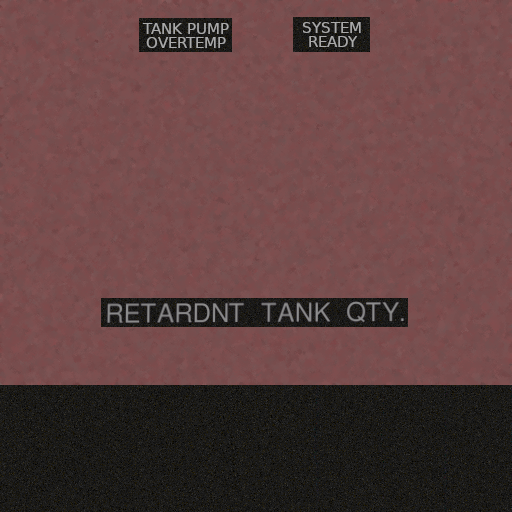 TANK PUMP
OVERTEMP
SYSTEM
READY
RETARDNT TANK QTY.